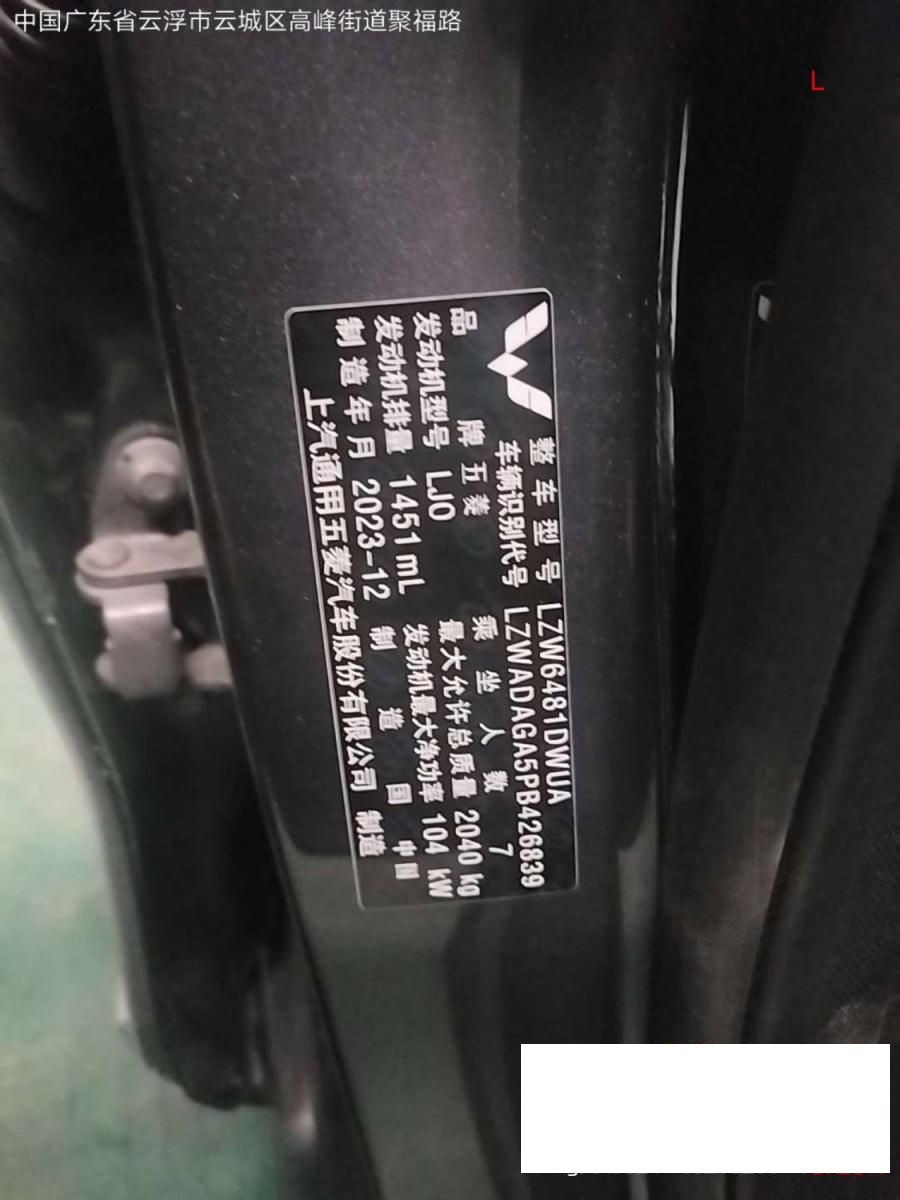 中国广东省云浮市云城区高峰街道聚福路
L
整车型号 LZW6481DWUA
车辆识别代号 LZWADAGA5PB426839
品牌 五菱 乘坐人数 7
发动机型号 LJO 最大允许总质量 2040 kg
发动机排量 1451 mL 发动机最大净功率 104 kW
制造年月 2023-12 制造国 中国
上汽通用五菱汽车股份有限公司 制造